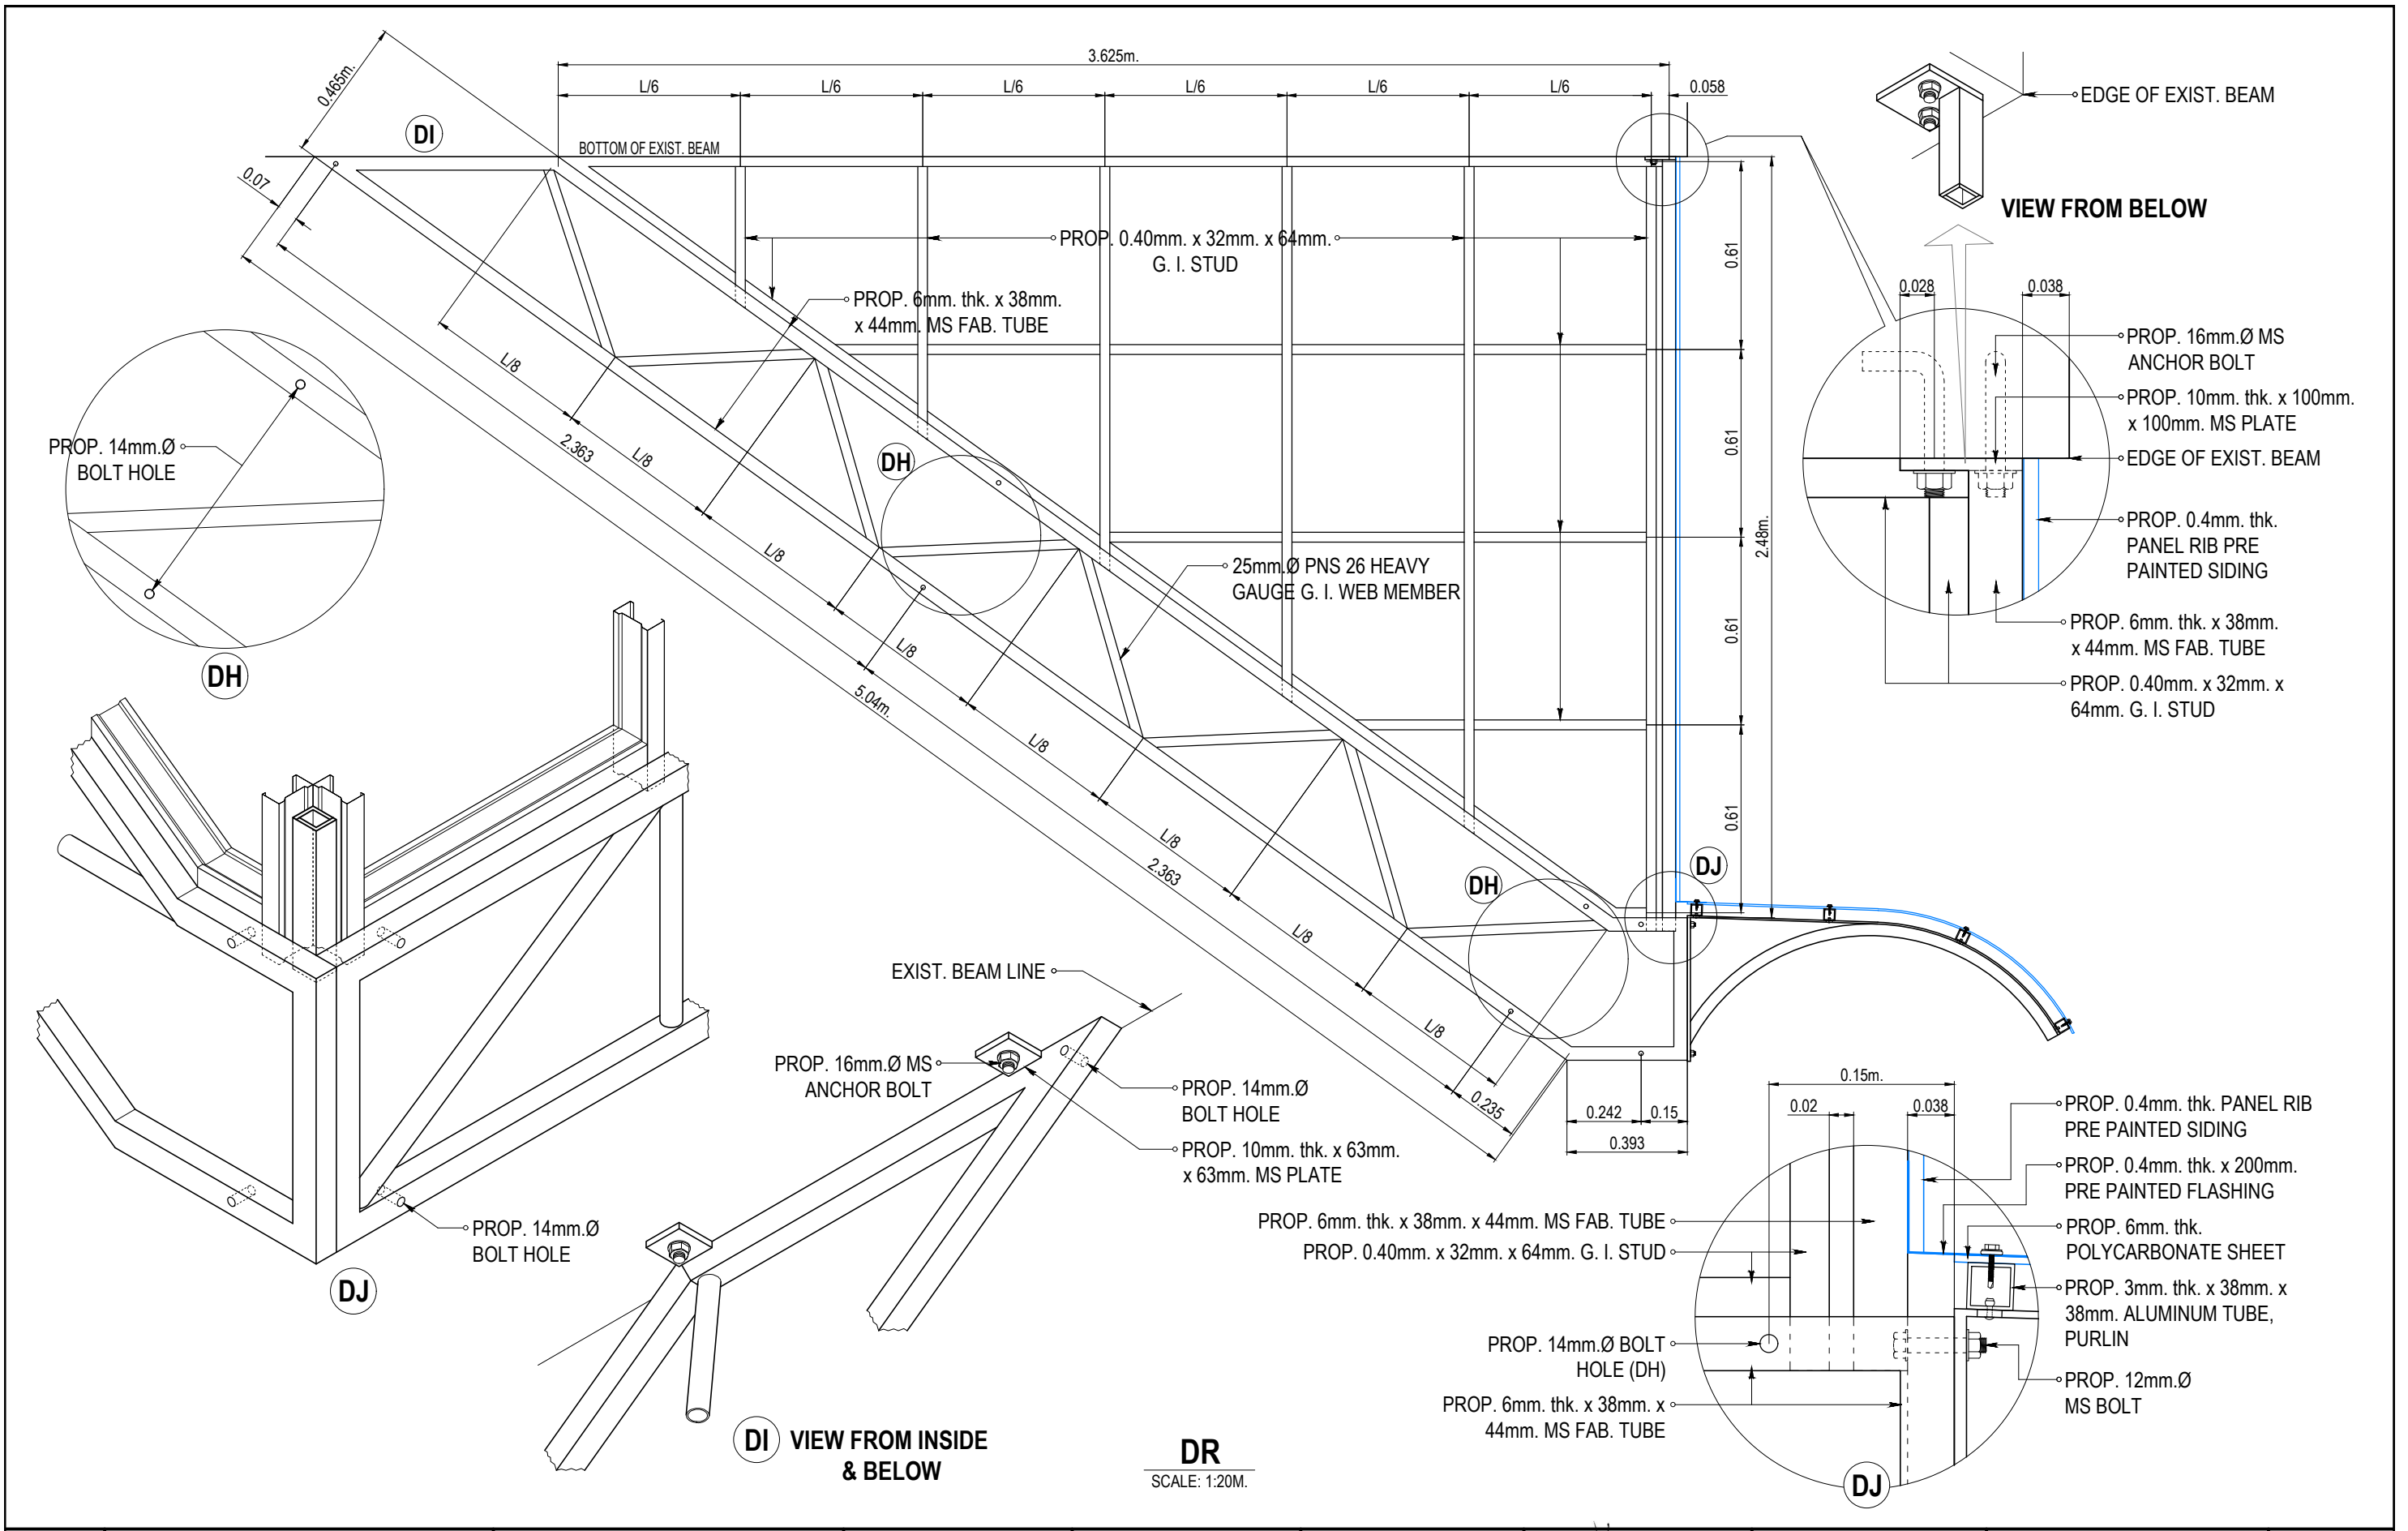 3.625m.
0.465m.
L/6
L/6
L/6
L/6
L/6
L/6
0.058
EDGE OF EXIST. BEAM
DI
BOTTOM OF EXIST. BEAM
0.07
VIEW FROM BELOW
PROP. 0.40mm. x 32mm. x 64mm.
G. I. STUD
0.61
0.61
0.61
0.61
2.48m.
PROP. 6mm. thk. x 38mm.
x 44mm. MS FAB. TUBE
0.028
0.038
PROP. 16mm.Ø MS
ANCHOR BOLT
PROP. 10mm. thk. x 100mm.
x 100mm. MS PLATE
EDGE OF EXIST. BEAM
PROP. 0.4mm. thk.
PANEL RIB PRE
PAINTED SIDING
PROP. 6mm. thk. x 38mm.
x 44mm. MS FAB. TUBE
PROP. 0.40mm. x 32mm. x
64mm. G. I. STUD
PROP. 14mm.Ø
BOLT HOLE
DH
L/8
L/8
L/8
L/8
L/8
L/8
L/8
L/8
2.363
5.04m.
2.363
0.235
DH
25mm.Ø PNS 26 HEAVY
GAUGE G. I. WEB MEMBER
DH
DJ
0.242
0.15
0.393
EXIST. BEAM LINE
PROP. 16mm.Ø MS
ANCHOR BOLT
PROP. 14mm.Ø
BOLT HOLE
PROP. 10mm. thk. x 63mm.
x 63mm. MS PLATE
PROP. 14mm.Ø
BOLT HOLE
DJ
DI
VIEW FROM INSIDE
& BELOW
DR
SCALE: 1:20M.
0.15m.
0.02
0.038
PROP. 0.4mm. thk. PANEL RIB
PRE PAINTED SIDING
PROP. 0.4mm. thk. x 200mm.
PRE PAINTED FLASHING
PROP. 6mm. thk.
POLYCARBONATE SHEET
PROP. 3mm. thk. x 38mm. x
38mm. ALUMINUM TUBE,
PURLIN
PROP. 12mm.Ø
MS BOLT
PROP. 6mm. thk. x 38mm. x 44mm. MS FAB. TUBE
PROP. 0.40mm. x 32mm. x 64mm. G. I. STUD
PROP. 14mm.Ø BOLT
HOLE (DH)
PROP. 6mm. thk. x 38mm. x
44mm. MS FAB. TUBE
DJ